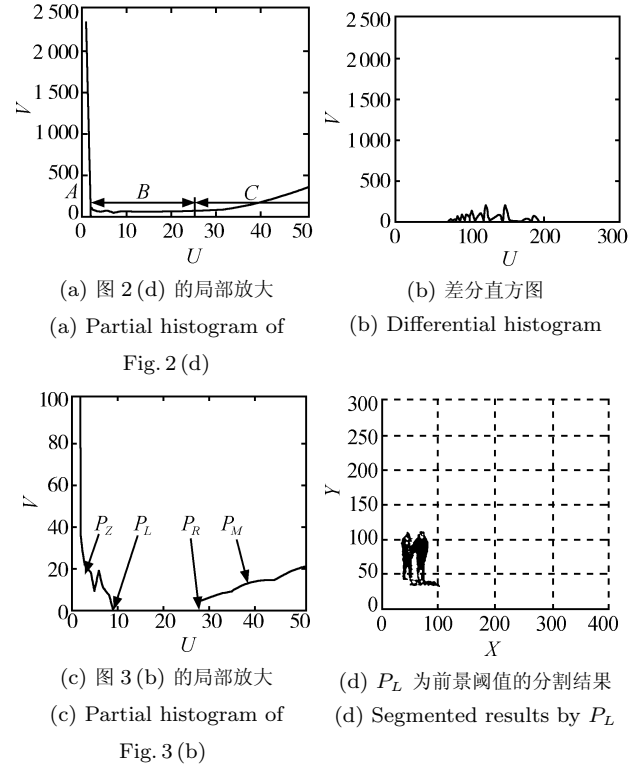 2 500
2 000
1 500
1 000
500
0
V
A
B
C
0 10 20 30 40 50
U
(a) 图 2 (d) 的局部放大
(a) Partial histogram of
Fig. 2 (d)
2 500
2 000
1 500
1 000
500
0
V
0 100 200 300
U
(b) 差分直方图
(b) Differential histogram
100
80
60
40
20
0
V
P_Z P_L P_R P_M
0 10 20 30 40 50
U
(c) 图 3 (b) 的局部放大
(c) Partial histogram of
Fig. 3 (b)
300
250
200
150
100
50
0
Y
0 100 200 300 400
X
(d) P_L 为前景阈值的分割结果
(d) Segmented results by P_L